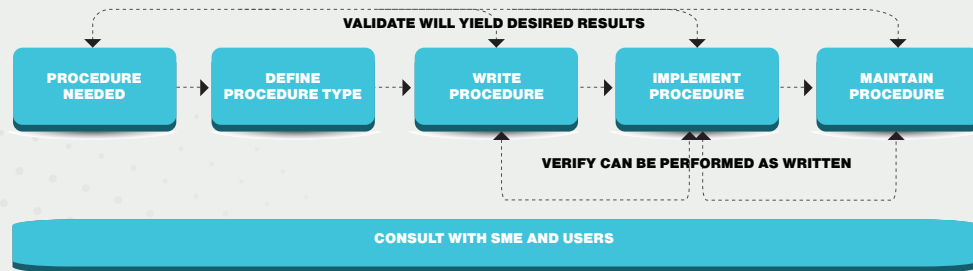 VALIDATE WILL YIELD DESIRED RESULTS
PROCEDURE
NEEDED
DEFINE
PROCEDURE TYPE
WRITE
PROCEDURE
IMPLEMENT
PROCEDURE
MAINTAIN
PROCEDURE
VERIFY CAN BE PERFORMED AS WRITTEN
CONSULT WITH SME AND USERS